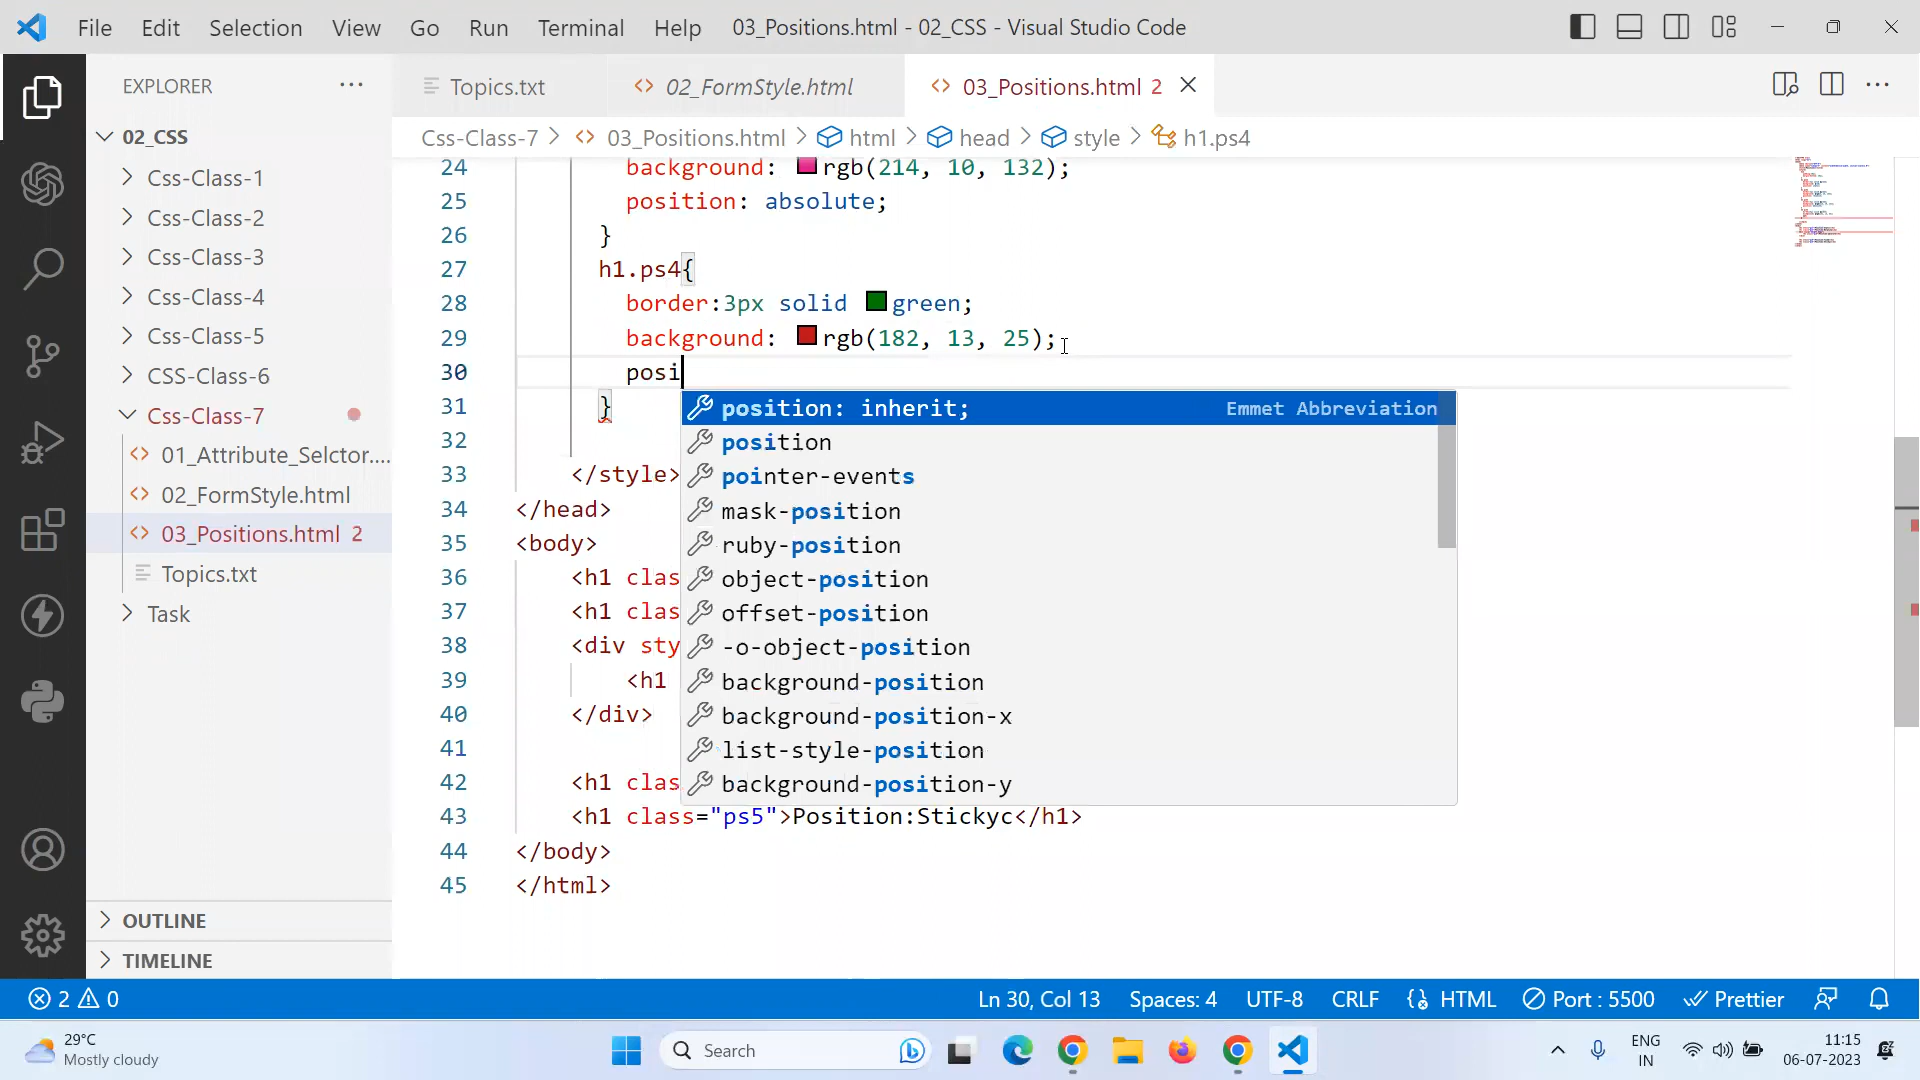 File Edit Selection View Go Run Terminal Help 03_Positions.html - 02_CSS - Visual Studio Code
EXPLORER ...
Topics.txt 02_FormStyle.html 03_Positions.html 2
02_CSS
Css-Class-7 > 03_Positions.html > html > head > style > h1.ps4
Css-Class-1
Css-Class-2
Css-Class-3
Css-Class-4
Css-Class-5
CSS-Class-6
Css-Class-7
01_Attribute_Selctor....
02_FormStyle.html
03_Positions.html 2
Topics.txt
Task
OUTLINE
TIMELINE
24 background: rgb(214, 10, 132);
25 position: absolute;
26 }
27 h1.ps4{
28 border:3px solid green;
29 background: rgb(182, 13, 25);
30 posi
31 }
32
33 </style>
34 </head>
35 <body>
36 <h1 clas
37 <h1 clas
38 <div sty
39 <h1
40 </div>
41
42 <h1 clas
43 <h1 class="ps5">Position:Stickyc</h1>
44 </body>
45 </html>
position: inherit; Emmet Abbreviation
position
pointer-events
mask-position
ruby-position
object-position
offset-position
-o-object-position
background-position
background-position-x
list-style-position
background-position-y
2 0 Ln 30, Col 13 Spaces: 4 UTF-8 CRLF HTML Port : 5500 Prettier
29°C
Mostly cloudy
Search
ENG
IN
11:15
06-07-2023